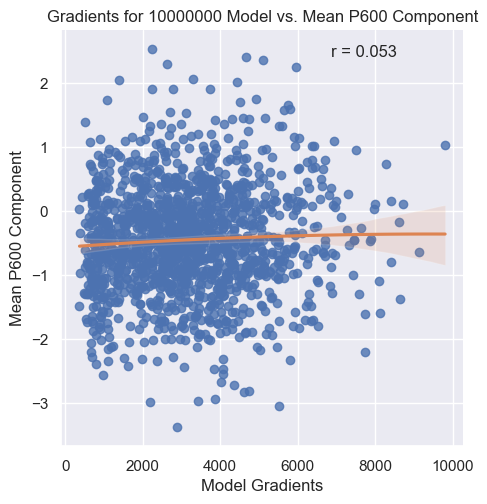 Gradients for 10000000 Model vs. Mean P600 Component
r = 0.053
2
1
0
−1
−2
−3
Mean P600 Component
0 2000 4000 6000 8000 10000
Model Gradients